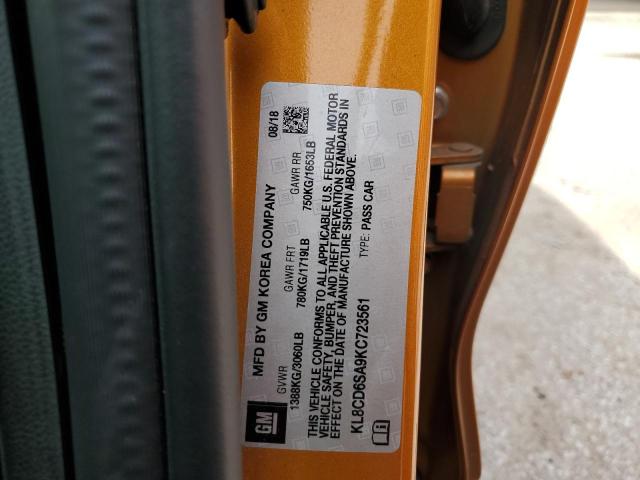 MFD BY GM KOREA COMPANY 08/18
GVWR GAWR FRT GAWR RR
1388KG/3060LB 780KG/1719LB 750KG/1653LB
THIS VEHICLE CONFORMS TO ALL APPLICABLE U.S. FEDERAL MOTOR
VEHICLE SAFETY, BUMPER, AND THEFT PREVENTION STANDARDS IN
EFFECT ON THE DATE OF MANUFACTURE SHOWN ABOVE.
TYPE: PASS CAR
KL8CD6SA9KC723561
GM